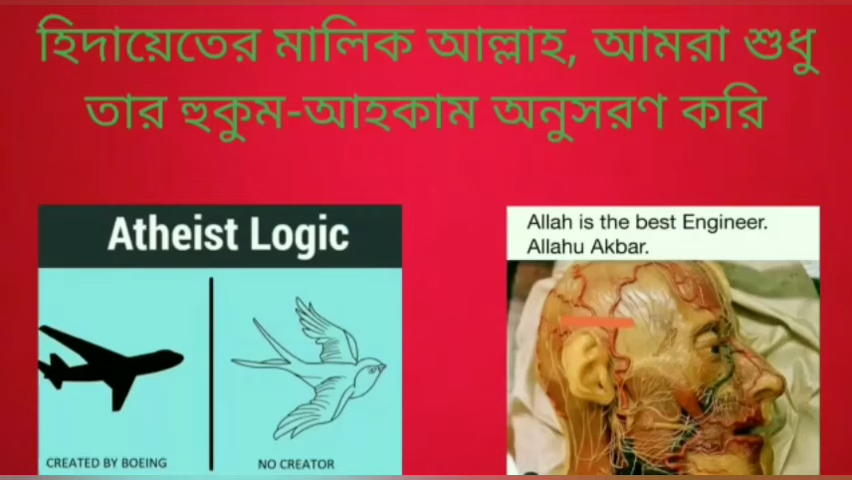 হিদায়েতের মালিক আল্লাহ, আমরা শুধু
তার হুকুম-আহকাম অনুসরণ করি
Atheist Logic
CREATED BY BOEING
NO CREATOR
Allah is the best Engineer.
Allahu Akbar.